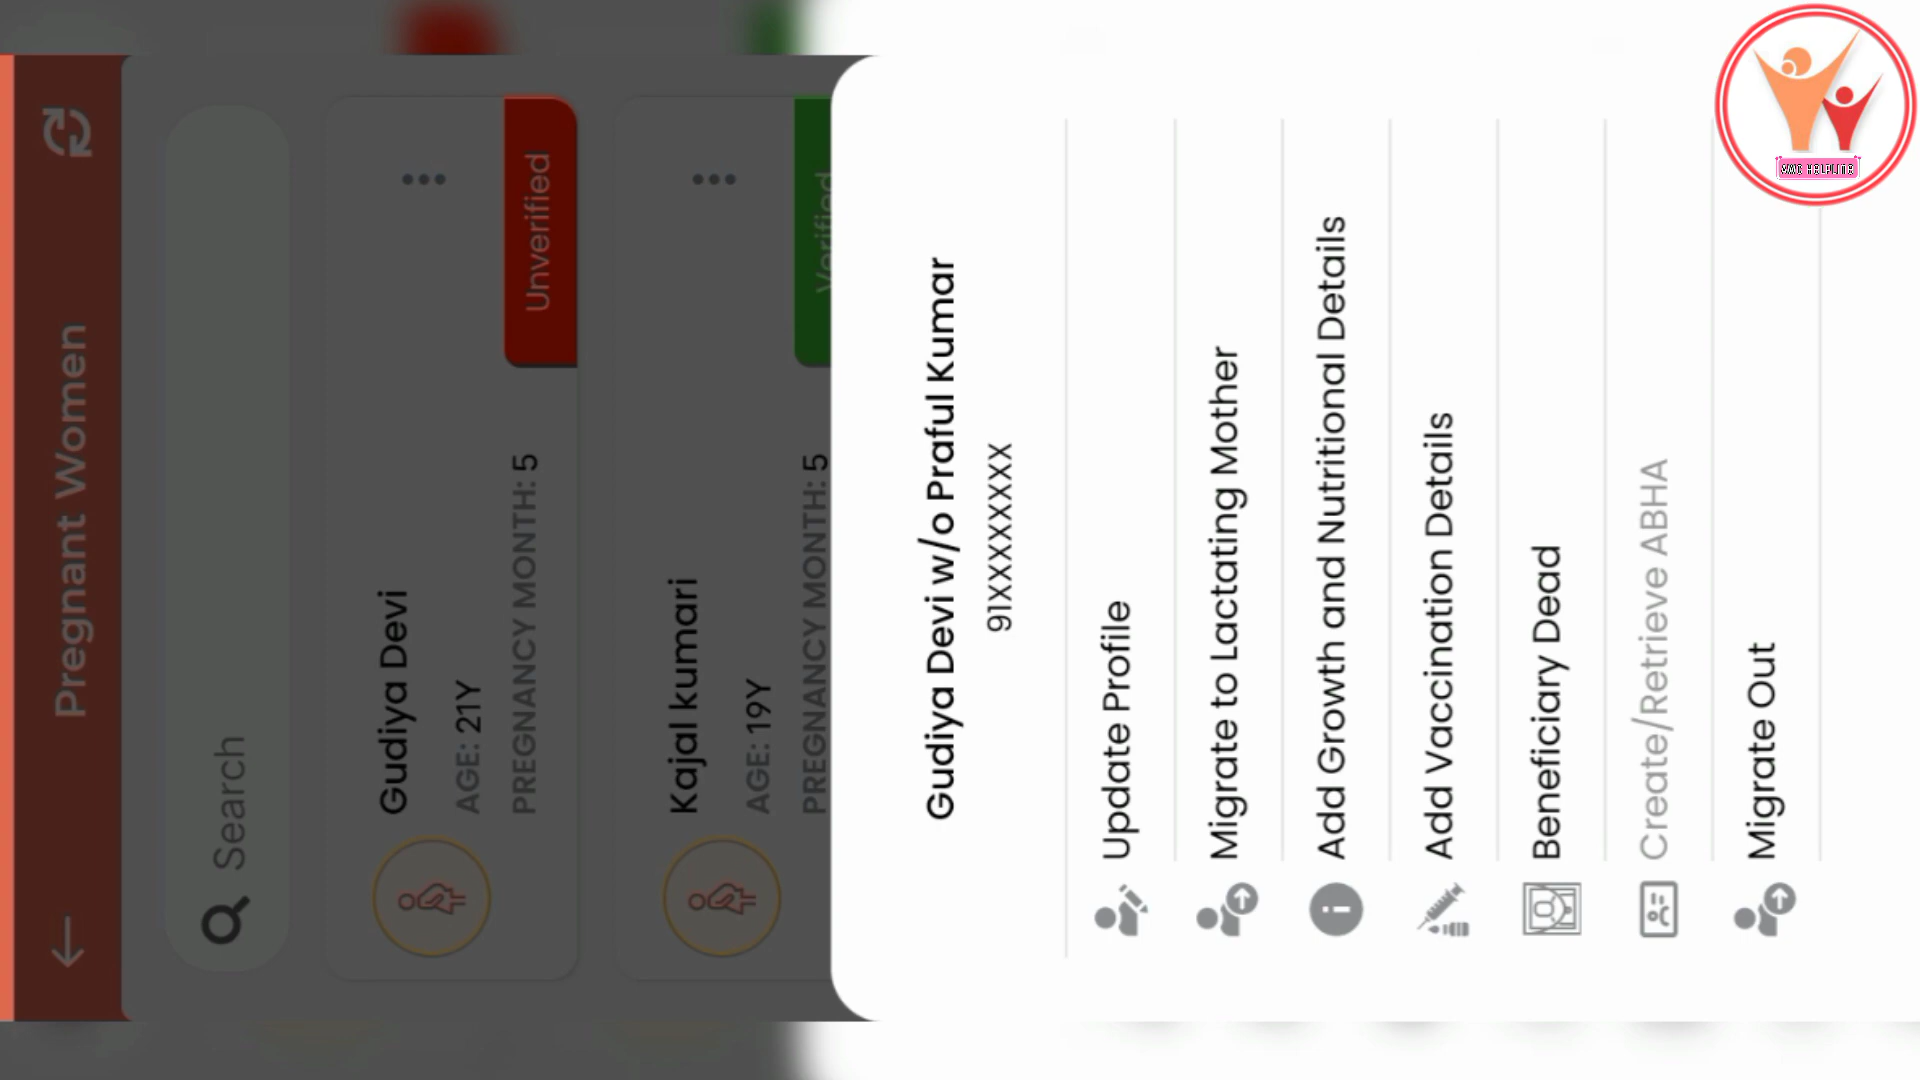 Pregnant Women
Search
Gudiya Devi
AGE: 21Y
PREGNANCY MONTH: 5
Unverified
Kajal kumari
AGE: 19Y
PREGNANCY MONTH: 5
Verified
Gudiya Devi w/o Praful Kumar
91XXXXXXXX
Update Profile
Migrate to Lactating Mother
Add Growth and Nutritional Details
Add Vaccination Details
Beneficiary Dead
Create/Retrieve ABHA
Migrate Out
HELPLINE